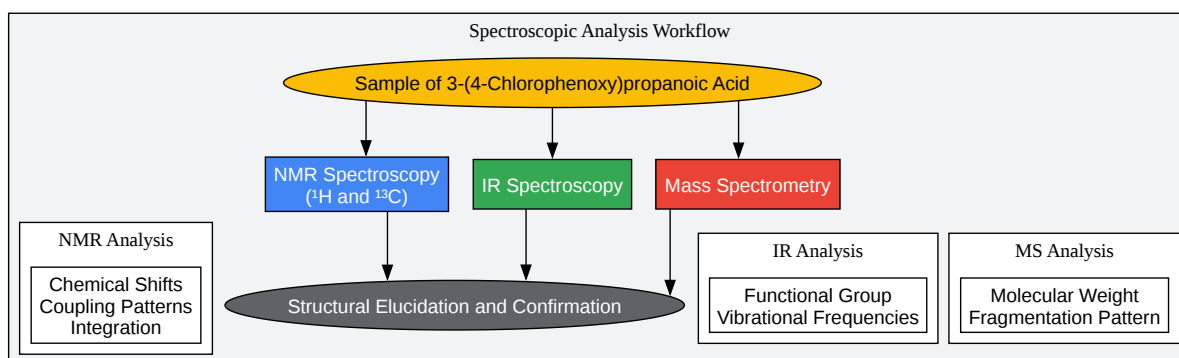 Spectroscopic Analysis Workflow
Sample of 3-(4-Chlorophenoxy)propanoic Acid
NMR Spectroscopy
(¹H and ¹³C)
IR Spectroscopy
Mass Spectrometry
NMR Analysis
Chemical Shifts
Coupling Patterns
Integration
Structural Elucidation and Confirmation
IR Analysis
Functional Group
Vibrational Frequencies
MS Analysis
Molecular Weight
Fragmentation Pattern